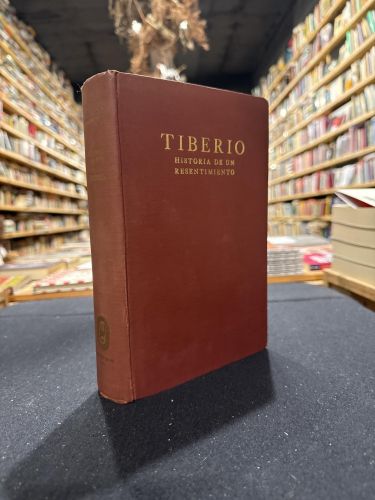 TIBERIO
HISTORIA DE UN
RESENTIMIENTO